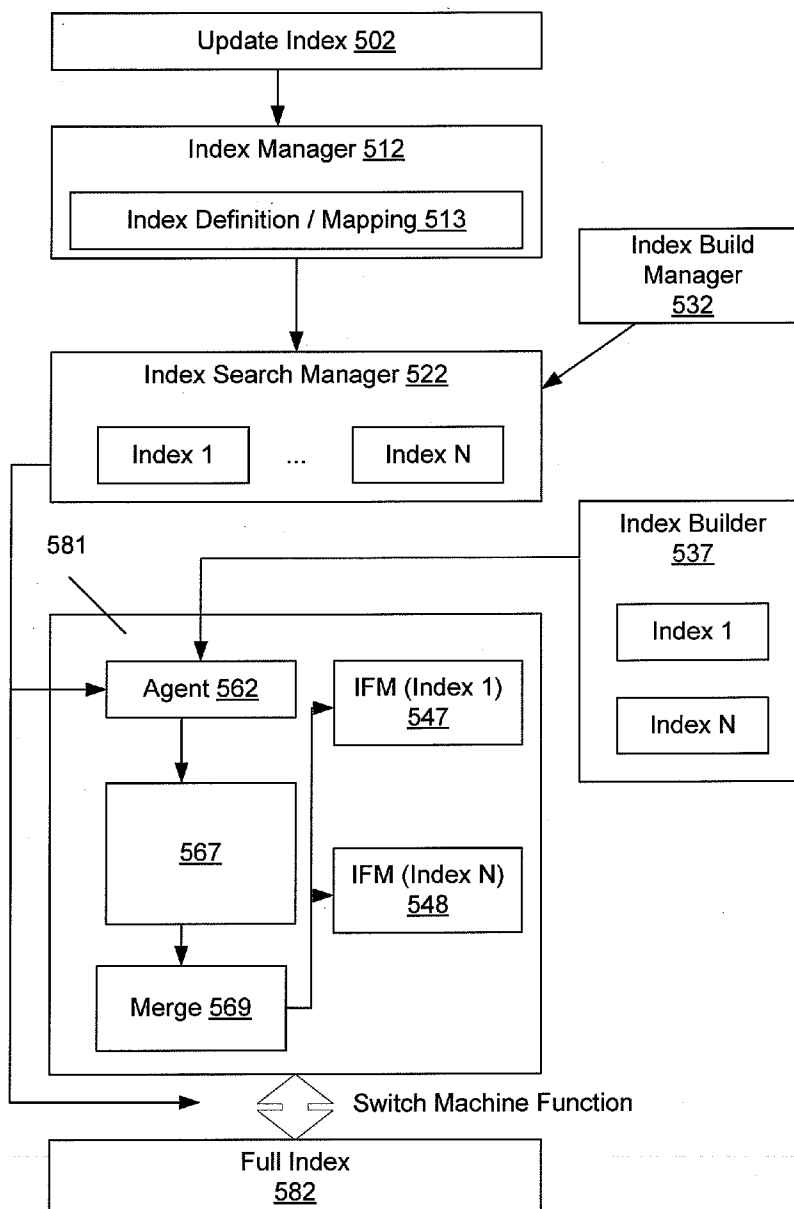 Update Index 502
Index Manager 512
Index Definition / Mapping 513
Index Build
Manager
532
Index Search Manager 522
Index 1
...
Index N
Index Builder
537
Index 1
Index N
581
Agent 562
IFM (Index 1)
547
567
IFM (Index N)
548
Merge 569
Switch Machine Function
Full Index
582